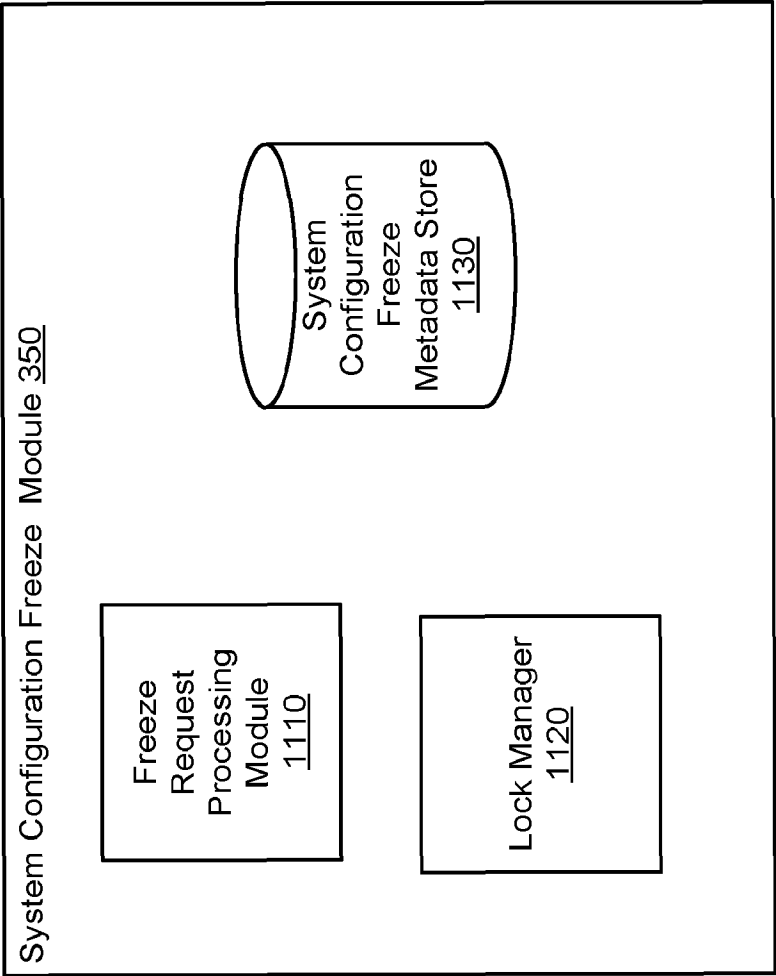 System Configuration Freeze Module 350
Freeze
Request
Processing
Module
1110
Lock Manager
1120
System
Configuration
Freeze
Metadata Store
1130